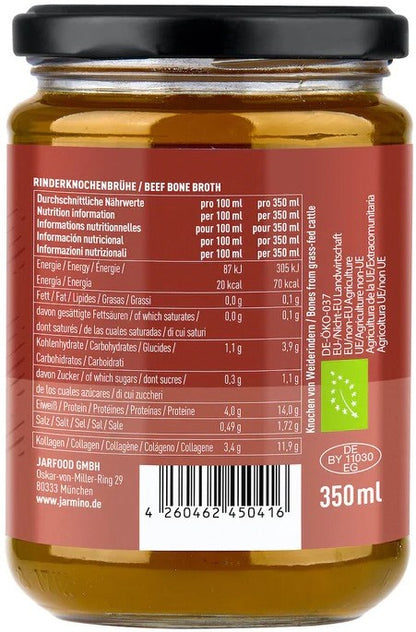 RINDERKNOCHENBRÜHE / BEEF BONE BROTH
Durchschnittliche Nährwerte pro 100 ml pro 350 ml
Nutrition information per 100 ml per 350 ml
Informations nutritionnelles pour 100 ml pour 350 ml
Información nutricional por 100 ml por 350 ml
Informazioni nutrizionali per 100 ml per 350 ml
Energie / Energy / Énergie / 87 kJ 305 kJ
Energía / Energia 20 kcal 70 kcal
Fett / Fat / Lipides / Grasas / Grassi 0,0 g 0,1 g
davon gesättigte Fettsäuren / of which saturates / 0,0 g 0,1 g
dont saturés / de las cuales saturadas / di cui saturi
Kohlenhydrate / Carbohydrates / Glucides / 1,1 g 3,9 g
Carbohidratos / Carboidrati
davon Zucker / of which sugars / dont sucres / 0,3 g 1,1 g
de los cuales azúcares / di cui zuccheri
Eiweiß / Protein / Protéines / Proteínas / Proteine 4,0 g 14,0 g
Salz / Salt / Sel / Sal / Sale 0,49 g 1,72 g
Kollagen / Collagen / Collagène / Colágeno / Collagene 3,4 g 11,9 g
JARFOOD GMBH
Oskar-von-Miller-Ring 29
80333 München
www.jarmino.de
4 260462 450416
Knochen von Weiderindern / Bones from grass-fed cattle
DE-ÖKO-037
EU-/Nicht-EU Landwirtschaft
EU/non-EU Agriculture
UE/Agriculture non-UE
Agricultura de la UE/Extracomunitaria
Agricoltura UE/non UE
DE
BY 11030
EG
350 ml